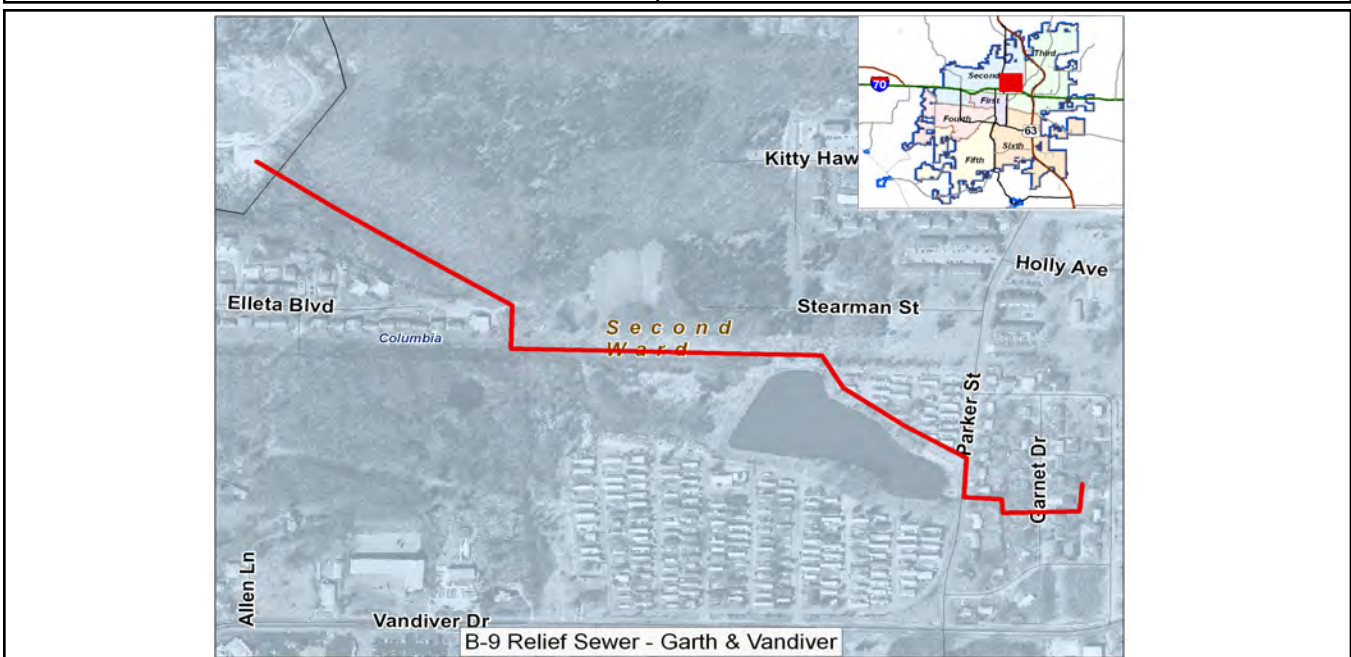 Third
Second
70
First
Fourth
63
Sixth
Fifth
Kitty Haw
Holly Ave
Elleta Blvd
Stearman St
Second
Ward
Columbia
Parker St
Garnet Dr
Allen Ln
Vandiver Dr
B-9 Relief Sewer - Garth & Vandiver